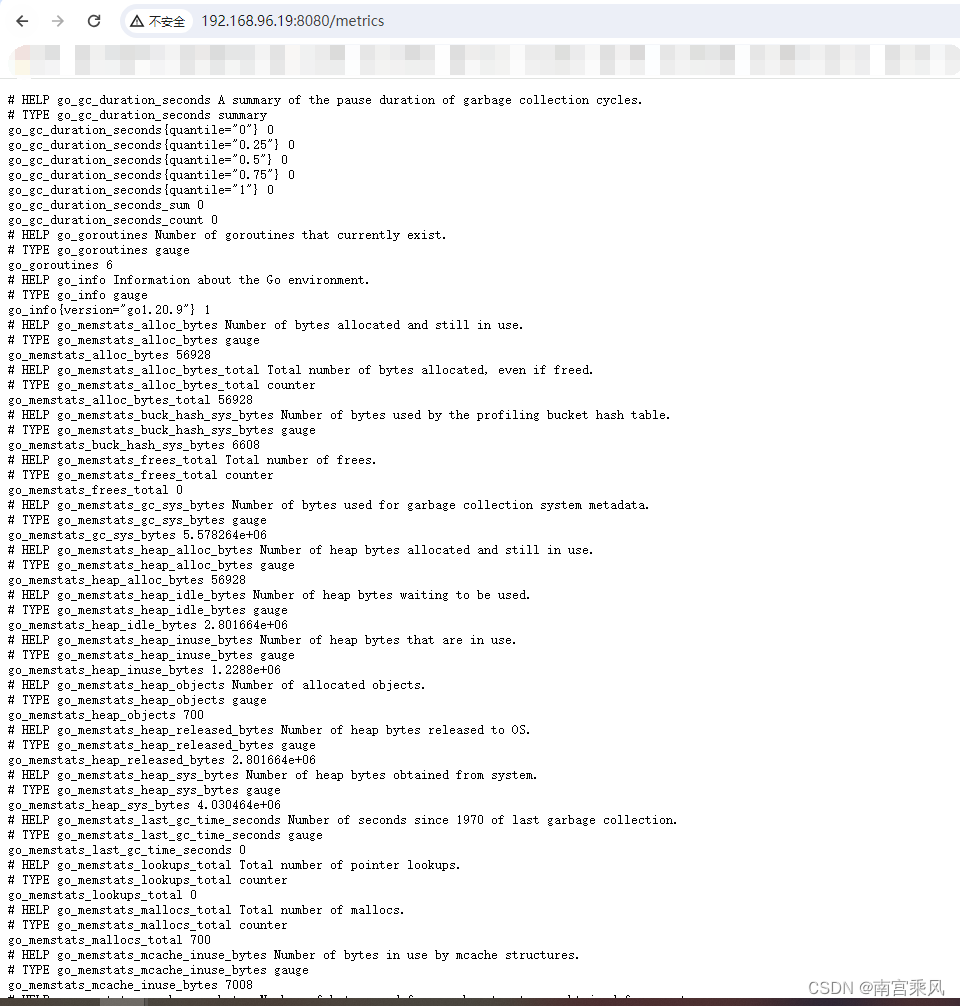 不安全 192.168.96.19:8080/metrics
# HELP go_gc_duration_seconds A summary of the pause duration of garbage collection cycles.
# TYPE go_gc_duration_seconds summary
go_gc_duration_seconds{quantile="0"} 0
go_gc_duration_seconds{quantile="0.25"} 0
go_gc_duration_seconds{quantile="0.5"} 0
go_gc_duration_seconds{quantile="0.75"} 0
go_gc_duration_seconds{quantile="1"} 0
go_gc_duration_seconds_sum 0
go_gc_duration_seconds_count 0
# HELP go_goroutines Number of goroutines that currently exist.
# TYPE go_goroutines gauge
go_goroutines 6
# HELP go_info Information about the Go environment.
# TYPE go_info gauge
go_info{version="go1.20.9"} 1
# HELP go_memstats_alloc_bytes Number of bytes allocated and still in use.
# TYPE go_memstats_alloc_bytes gauge
go_memstats_alloc_bytes 56928
# HELP go_memstats_alloc_bytes_total Total number of bytes allocated, even if freed.
# TYPE go_memstats_alloc_bytes_total counter
go_memstats_alloc_bytes_total 56928
# HELP go_memstats_buck_hash_sys_bytes Number of bytes used by the profiling bucket hash table.
# TYPE go_memstats_buck_hash_sys_bytes gauge
go_memstats_buck_hash_sys_bytes 6608
# HELP go_memstats_frees_total Total number of frees.
# TYPE go_memstats_frees_total counter
go_memstats_frees_total 0
# HELP go_memstats_gc_sys_bytes Number of bytes used for garbage collection system metadata.
# TYPE go_memstats_gc_sys_bytes gauge
go_memstats_gc_sys_bytes 5.578264e+06
# HELP go_memstats_heap_alloc_bytes Number of heap bytes allocated and still in use.
# TYPE go_memstats_heap_alloc_bytes gauge
go_memstats_heap_alloc_bytes 56928
# HELP go_memstats_heap_idle_bytes Number of heap bytes waiting to be used.
# TYPE go_memstats_heap_idle_bytes gauge
go_memstats_heap_idle_bytes 2.801664e+06
# HELP go_memstats_heap_inuse_bytes Number of heap bytes that are in use.
# TYPE go_memstats_heap_inuse_bytes gauge
go_memstats_heap_inuse_bytes 1.2288e+06
# HELP go_memstats_heap_objects Number of allocated objects.
# TYPE go_memstats_heap_objects gauge
go_memstats_heap_objects 700
# HELP go_memstats_heap_released_bytes Number of heap bytes released to OS.
# TYPE go_memstats_heap_released_bytes gauge
go_memstats_heap_released_bytes 2.801664e+06
# HELP go_memstats_heap_sys_bytes Number of heap bytes obtained from system.
# TYPE go_memstats_heap_sys_bytes gauge
go_memstats_heap_sys_bytes 4.030464e+06
# HELP go_memstats_last_gc_time_seconds Number of seconds since 1970 of last garbage collection.
# TYPE go_memstats_last_gc_time_seconds gauge
go_memstats_last_gc_time_seconds 0
# HELP go_memstats_lookups_total Total number of pointer lookups.
# TYPE go_memstats_lookups_total counter
go_memstats_lookups_total 0
# HELP go_memstats_mallocs_total Total number of mallocs.
# TYPE go_memstats_mallocs_total counter
go_memstats_mallocs_total 700
# HELP go_memstats_mcache_inuse_bytes Number of bytes in use by mcache structures.
# TYPE go_memstats_mcache_inuse_bytes gauge
go_memstats_mcache_inuse_bytes 7008
CSDN @南宫乘风